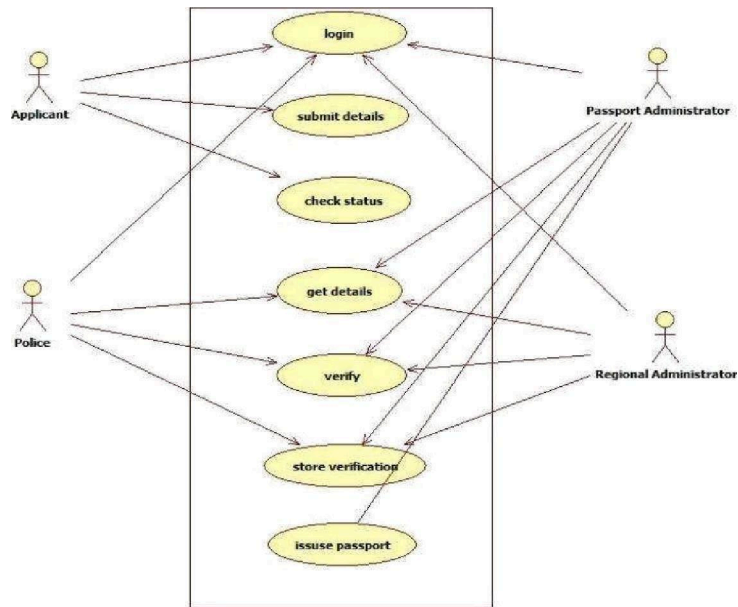 login
Applicant
Passport Administrator
submit details
check status
get details
Police
verify
Regional Administrator
store verification
issuse passport